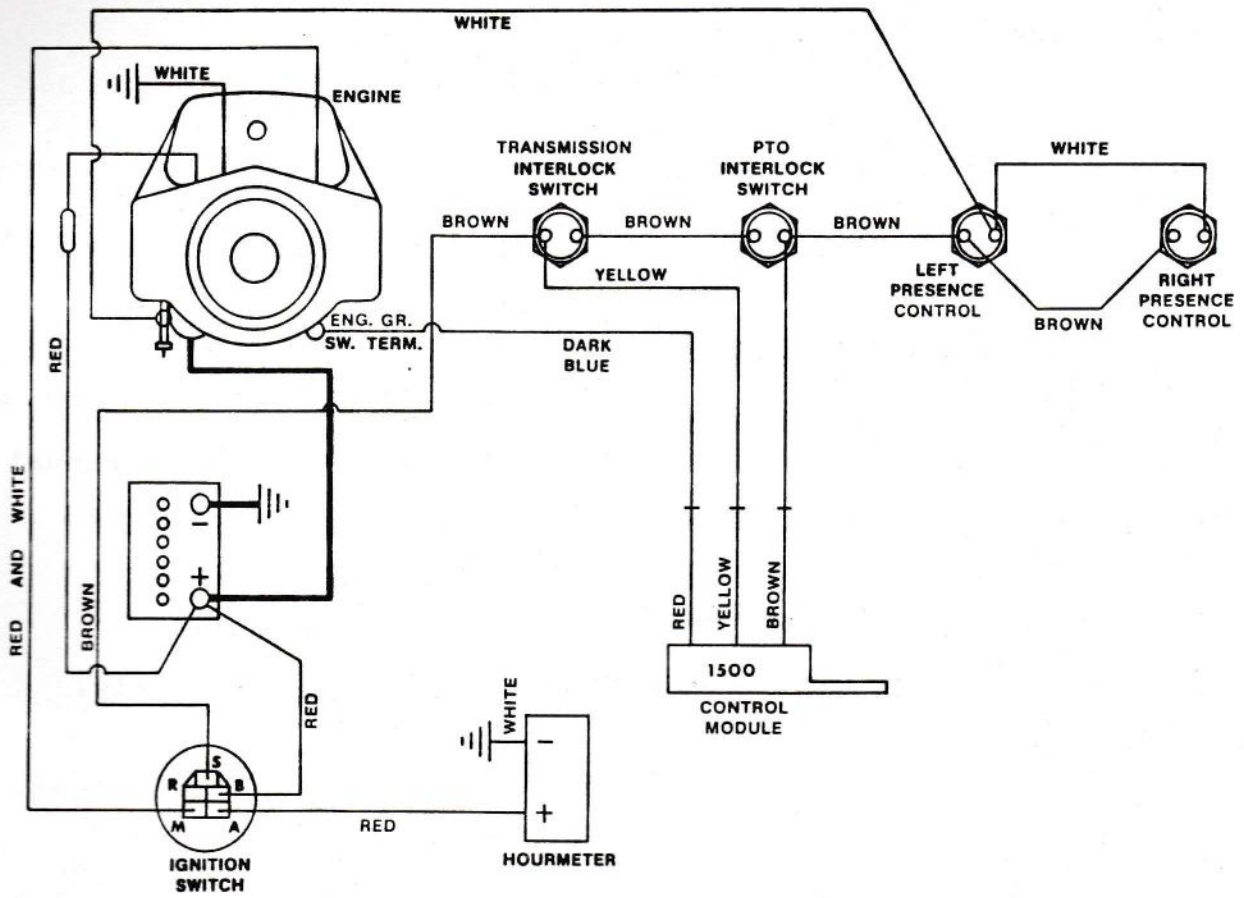 WHITE
WHITE
ENGINE
TRANSMISSION
INTERLOCK
SWITCH
PTO
INTERLOCK
SWITCH
WHITE
BROWN
BROWN
BROWN
YELLOW
LEFT
PRESENCE
CONTROL
RIGHT
PRESENCE
CONTROL
BROWN
ENG. GR.
SW. TERM.
DARK
BLUE
RED
RED AND WHITE
BROWN
−
+
RED
RED
YELLOW
BROWN
1500
CONTROL
MODULE
WHITE
−
+
HOURMETER
S
R
B
M
A
RED
IGNITION
SWITCH